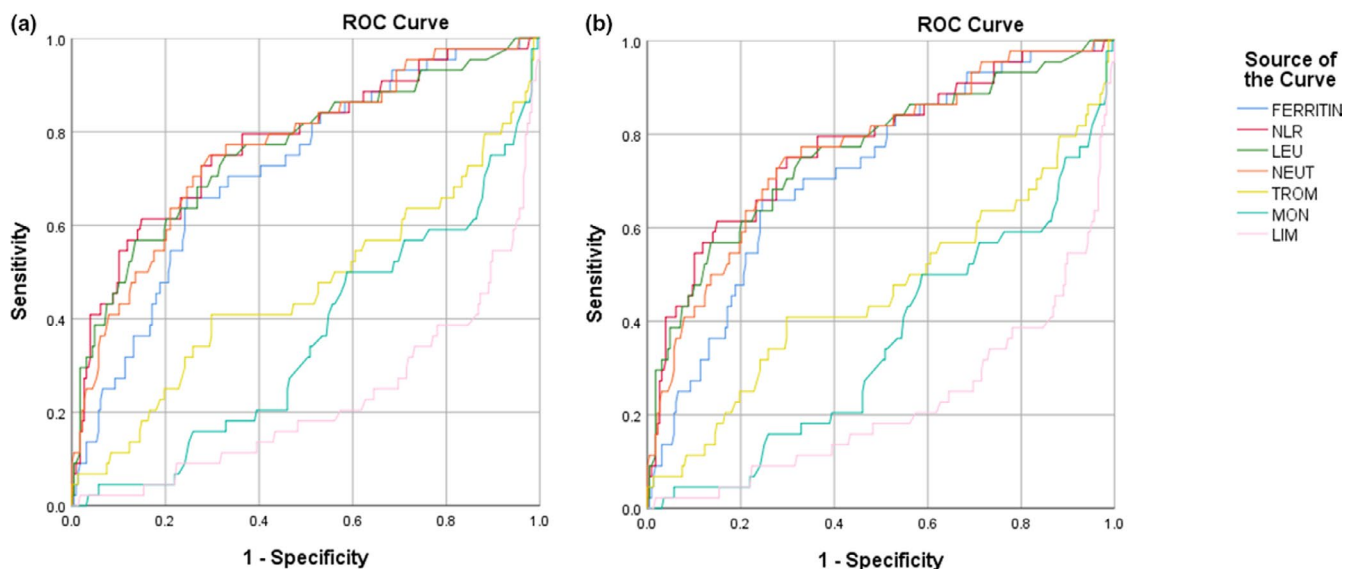 (a)
ROC Curve
1.0
0.8
0.6
0.4
0.2
0.0
Sensitivity
0.0 0.2 0.4 0.6 0.8 1.0
1 - Specificity
(b)
ROC Curve
1.0
0.8
0.6
0.4
0.2
0.0
Sensitivity
0.0 0.2 0.4 0.6 0.8 1.0
1 - Specificity
Source of
the Curve
FERRITIN
NLR
LEU
NEUT
TROM
MON
LIM